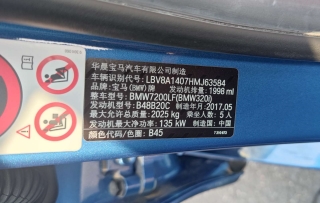 华晨宝马汽车有限公司制造
车辆识别代号: LBV8A1407HMJ63584
品牌: 宝马(BMW)牌 发动机排量: 1998 ml
整车型号: BMW7200LF(BMW320i)
发动机型号: B48B20C 制造年月: 2017.05
最大允许总质量: 2025 kg 乘坐人数: 5 人
发动机最大净功率: 135 kW 制造国: 中国
颜色代码/色圈: B45